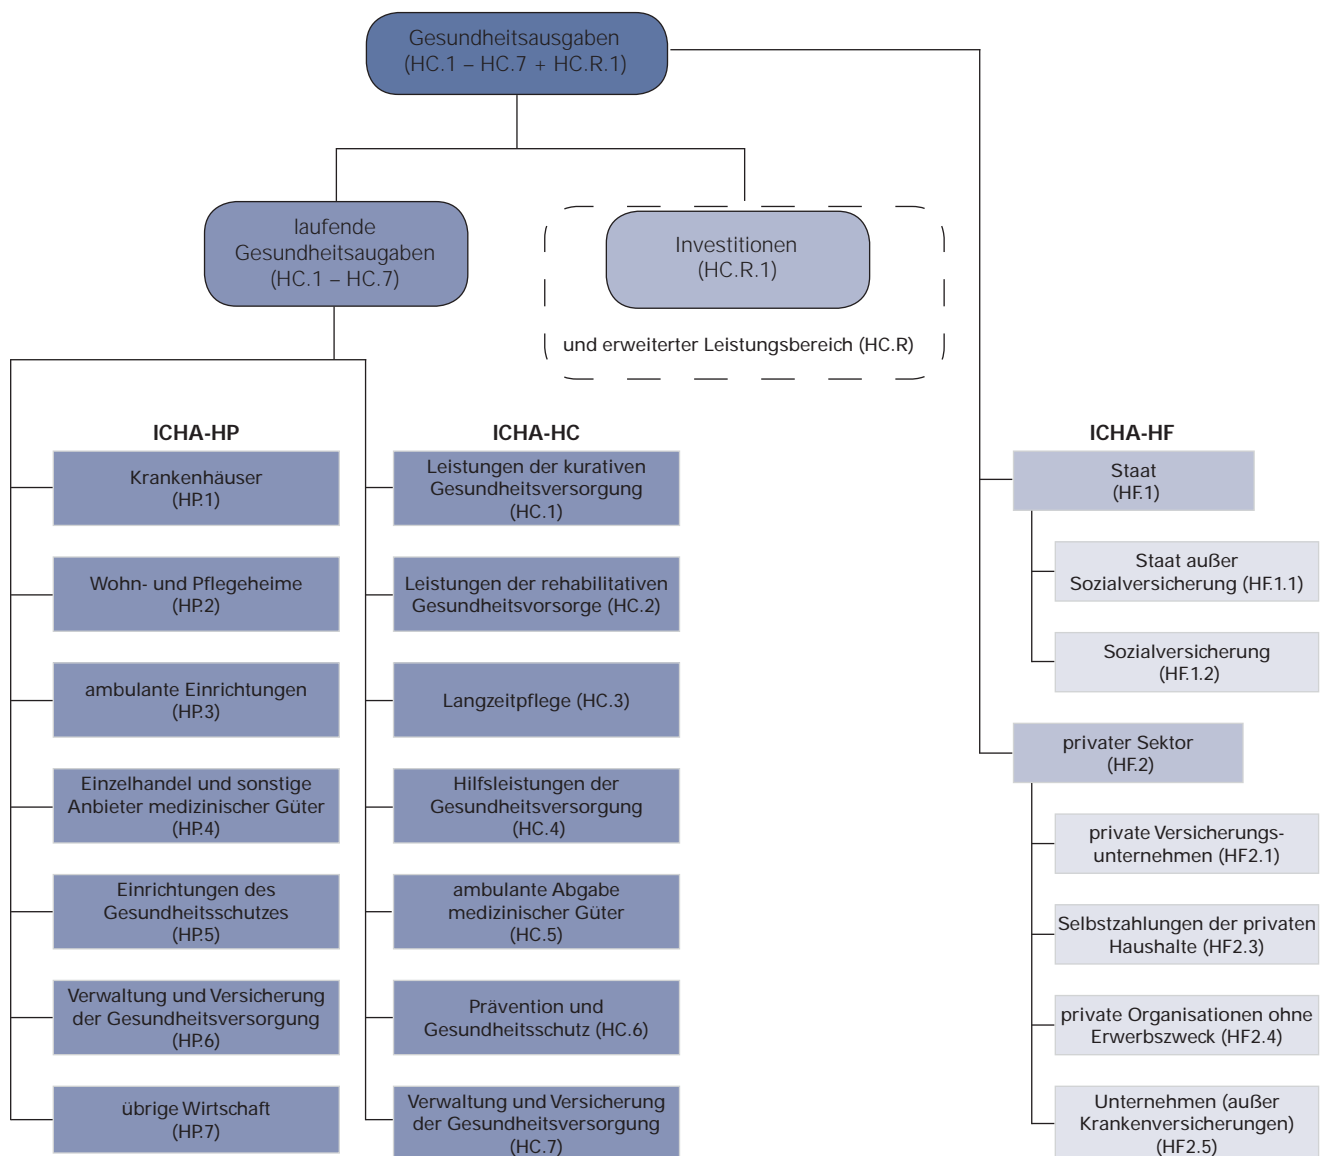 Gesundheitsausgaben
(HC.1 – HC.7 + HC.R.1)
laufende
Gesundheitsaugaben
(HC.1 – HC.7)
Investitionen
(HC.R.1)
und erweiterter Leistungsbereich (HC.R)
ICHA-HP
Krankenhäuser
(HP.1)
Wohn- und Pflegeheime
(HP.2)
ambulante Einrichtungen
(HP.3)
Einzelhandel und sonstige
Anbieter medizinischer Güter
(HP.4)
Einrichtungen des
Gesundheitsschutzes
(HP.5)
Verwaltung und Versicherung
der Gesundheitsversorgung
(HP.6)
übrige Wirtschaft
(HP.7)
ICHA-HC
Leistungen der kurativen
Gesundheitsversorgung
(HC.1)
Leistungen der rehabilitativen
Gesundheitsvorsorge (HC.2)
Langzeitpflege (HC.3)
Hilfsleistungen der
Gesundheitsversorgung
(HC.4)
ambulante Abgabe
medizinischer Güter
(HC.5)
Prävention und
Gesundheitsschutz (HC.6)
Verwaltung und Versicherung
der Gesundheitsversorgung
(HC.7)
ICHA-HF
Staat
(HF.1)
Staat außer
Sozialversicherung (HF.1.1)
Sozialversicherung
(HF.1.2)
privater Sektor
(HF.2)
private Versicherungs-
unternehmen (HF2.1)
Selbstzahlungen der privaten
Haushalte (HF2.3)
private Organisationen ohne
Erwerbszweck (HF2.4)
Unternehmen (außer
Krankenversicherungen)
(HF2.5)